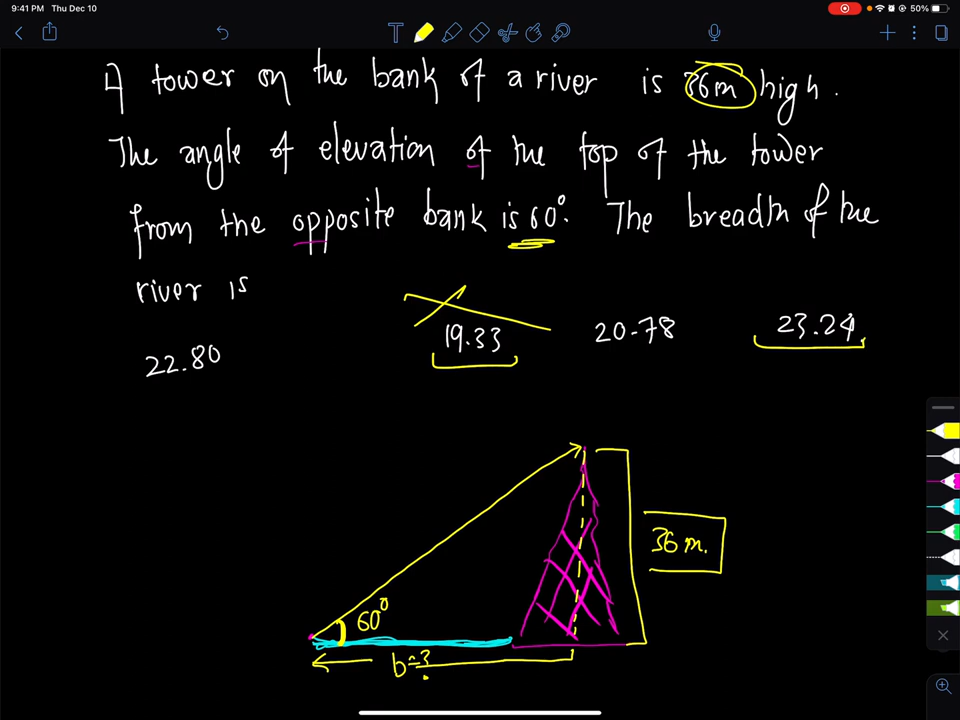 9:41 PM Thu Dec 10
50%
A tower on the bank of a river is 36m high.
The angle of elevation of the top of the tower
from the opposite bank is 60°. The breadth of the
river is
19.33 20.78 23.24
22.80
36 m.
60°
b=?